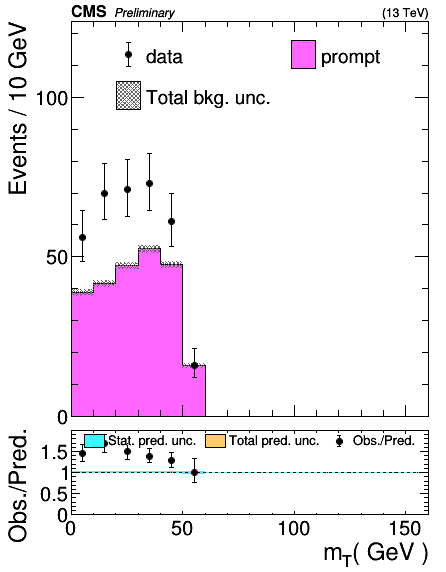 CMS Preliminary (13 TeV)
data prompt
Total bkg. unc.
Events / 10 GeV
100
50
0
Stat. pred. unc. Total pred. unc. Obs./Pred.
Obs./Pred.
1.5
1
0.5
0
0 50 100 150
m_T( GeV )